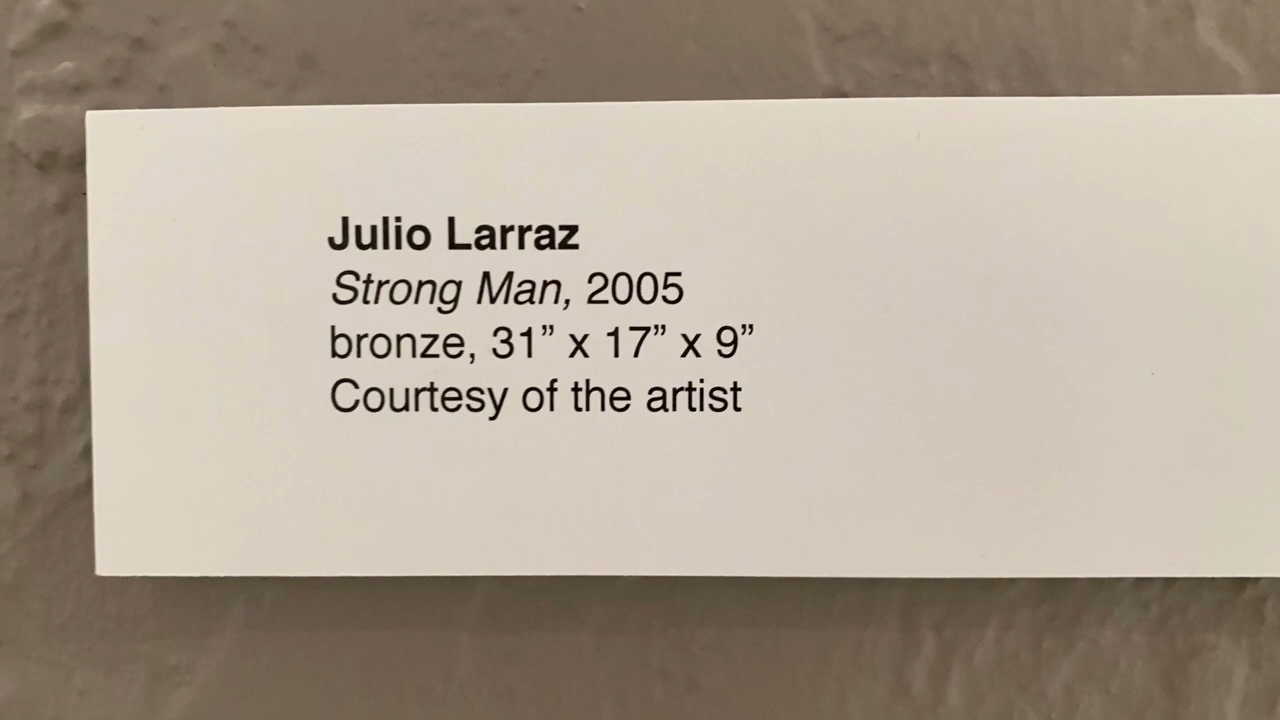 Julio Larraz
Strong Man, 2005
bronze, 31” x 17” x 9”
Courtesy of the artist